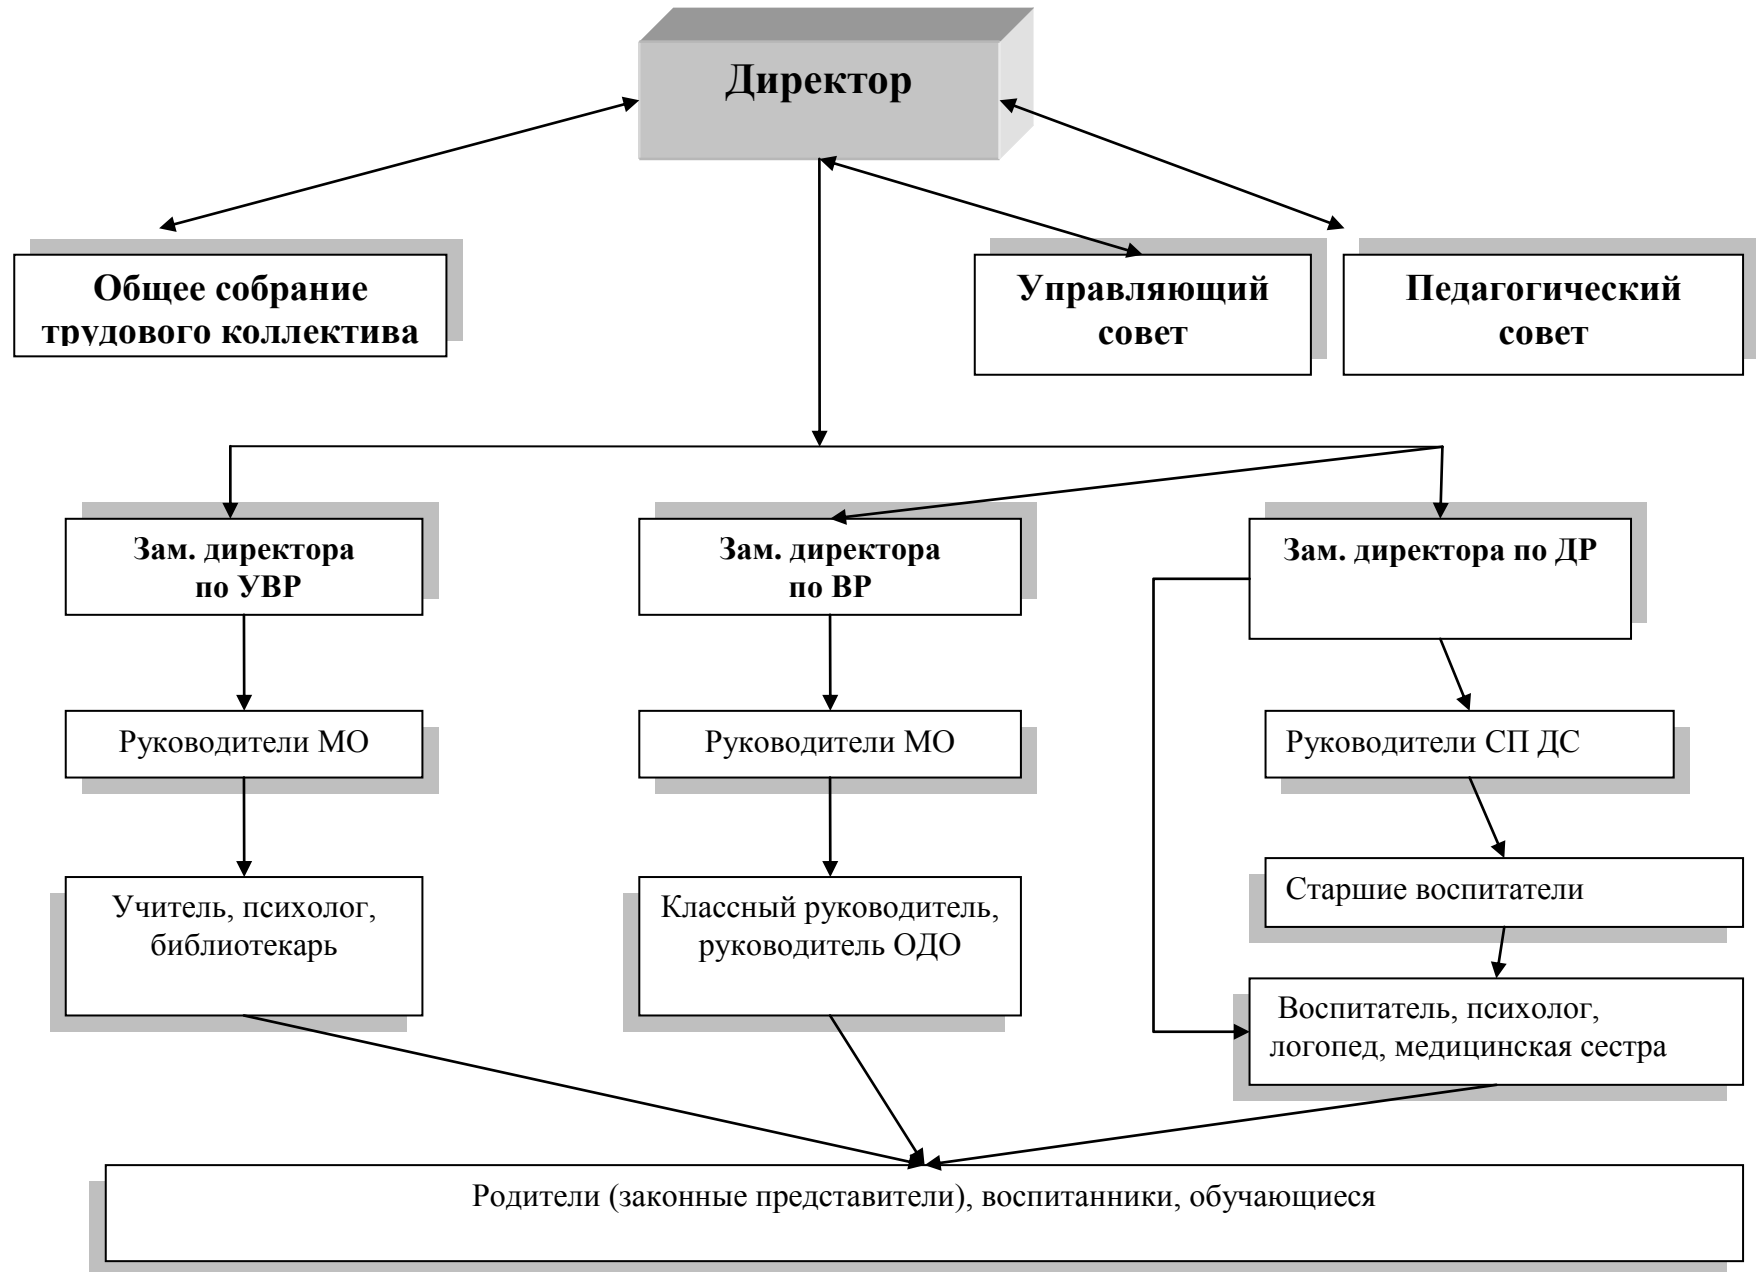 Директор
Общее собрание
трудового коллектива
Управляющий
совет
Педагогический
совет
Зам. директора
по УВР
Зам. директора
по ВР
Зам. директора по ДР
Руководители МО
Руководители МО
Руководители СП ДС
Учитель, психолог,
библиотекарь
Классный руководитель,
руководитель ОДО
Старшие воспитатели
Воспитатель, психолог,
логопед, медицинская сестра
Родители (законные представители), воспитанники, обучающиеся